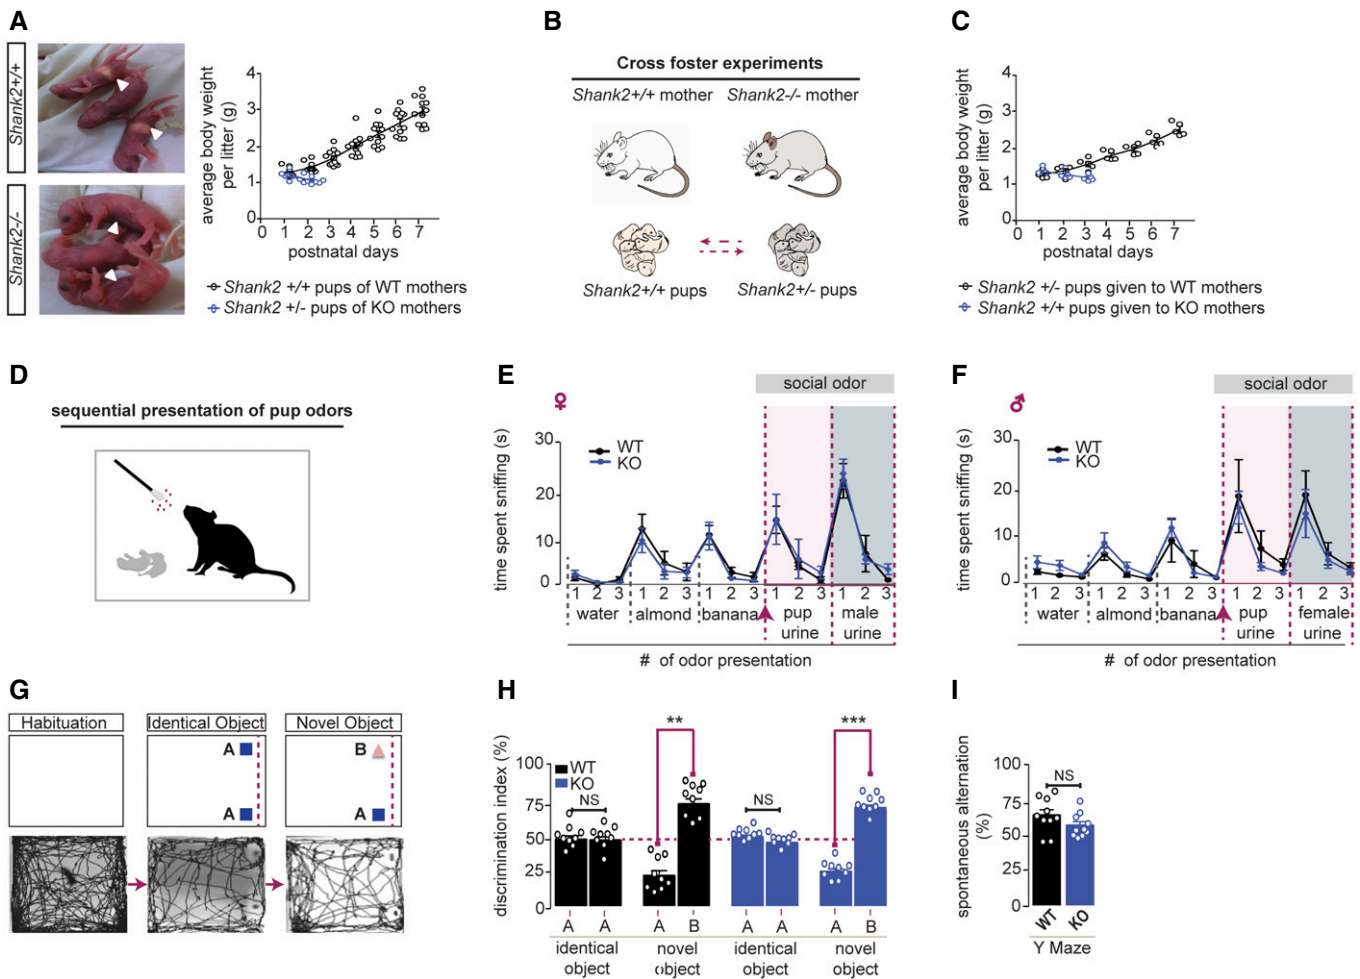 A
Shank2+/+
Shank2-/-
average body weight
per litter (g)
4
3
2
1
0
0 1 2 3 4 5 6 7
postnatal days
Shank2 +/+ pups of WT mothers
Shank2 +/- pups of KO mothers
B
Cross foster experiments
Shank2+/+ mother Shank2-/- mother
Shank2+/+ pups Shank2+/- pups
C
average body weight
per litter (g)
4
3
2
1
0
0 1 2 3 4 5 6 7
postnatal days
Shank2 +/- pups given to WT mothers
Shank2 +/+ pups given to KO mothers
D
sequential presentation of pup odors
E
social odor
♀
time spent sniffing (s)
30
20
10
0
WT
KO
1 2 3 1 2 3 1 2 3 1 2 3 1 2 3
water almond banana pup male
urine urine
# of odor presentation
F
social odor
♂
time spent sniffing (s)
30
20
10
0
WT
KO
1 2 3 1 2 3 1 2 3 1 2 3 1 2 3
water almond banana pup female
urine urine
# of odor presentation
G
Habituation Identical Object Novel Object
A B
A A
H
discrimination index (%)
100
75
50
25
0
WT
KO
NS ** NS ***
A A A B A A A B
identical novel identical novel
object object object object
I
spontaneous alternation
(%)
100
75
50
25
0
NS
WT KO
Y Maze